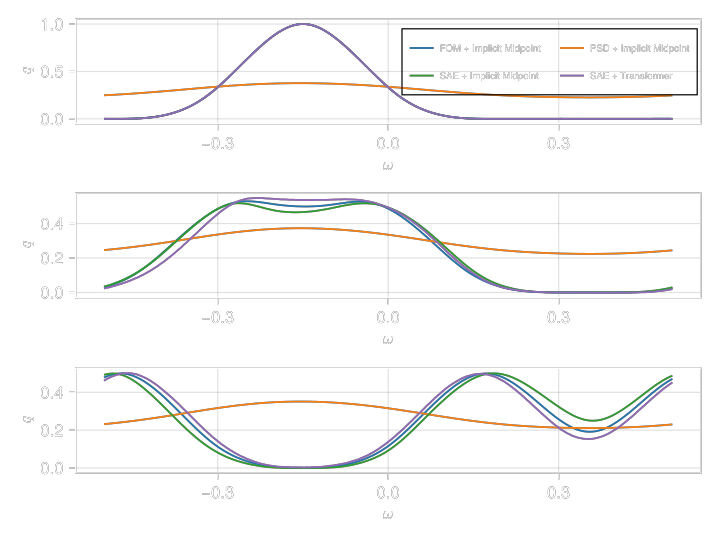 1.0
0.5
0.0
q
FOM + Implicit Midpoint
PSD + Implicit Midpoint
SAE + Implicit Midpoint
SAE + Transformer
−0.3
0.0
0.3
ω
0.4
0.2
0.0
q
−0.3
0.0
0.3
ω
0.4
0.2
0.0
q
−0.3
0.0
0.3
ω